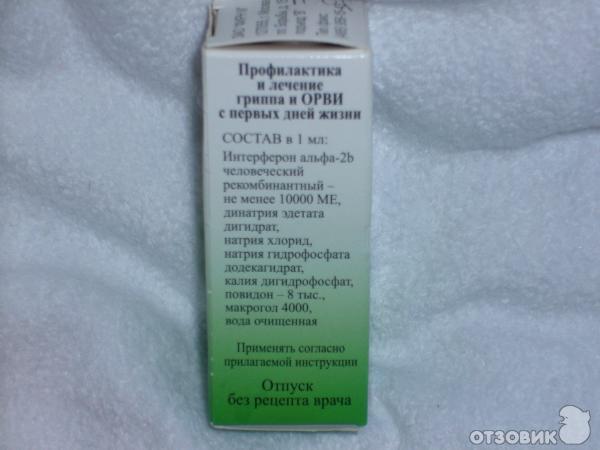 Профилактика
и лечение
гриппа и ОРВИ
с первых дней жизни
СОСТАВ в 1 мл:
Интерферон альфа-2b
человеческий
рекомбинантный –
не менее 10000 МЕ,
динатрия эдетата
дигидрат,
натрия хлорид,
натрия гидрофосфата
додекагидрат,
калия дигидрофосфат,
повидон – 8 тыс.,
макрогол 4000,
вода очищенная
Применять согласно
прилагаемой инструкции
Отпуск
без рецепта врача
ОТЗОВИК